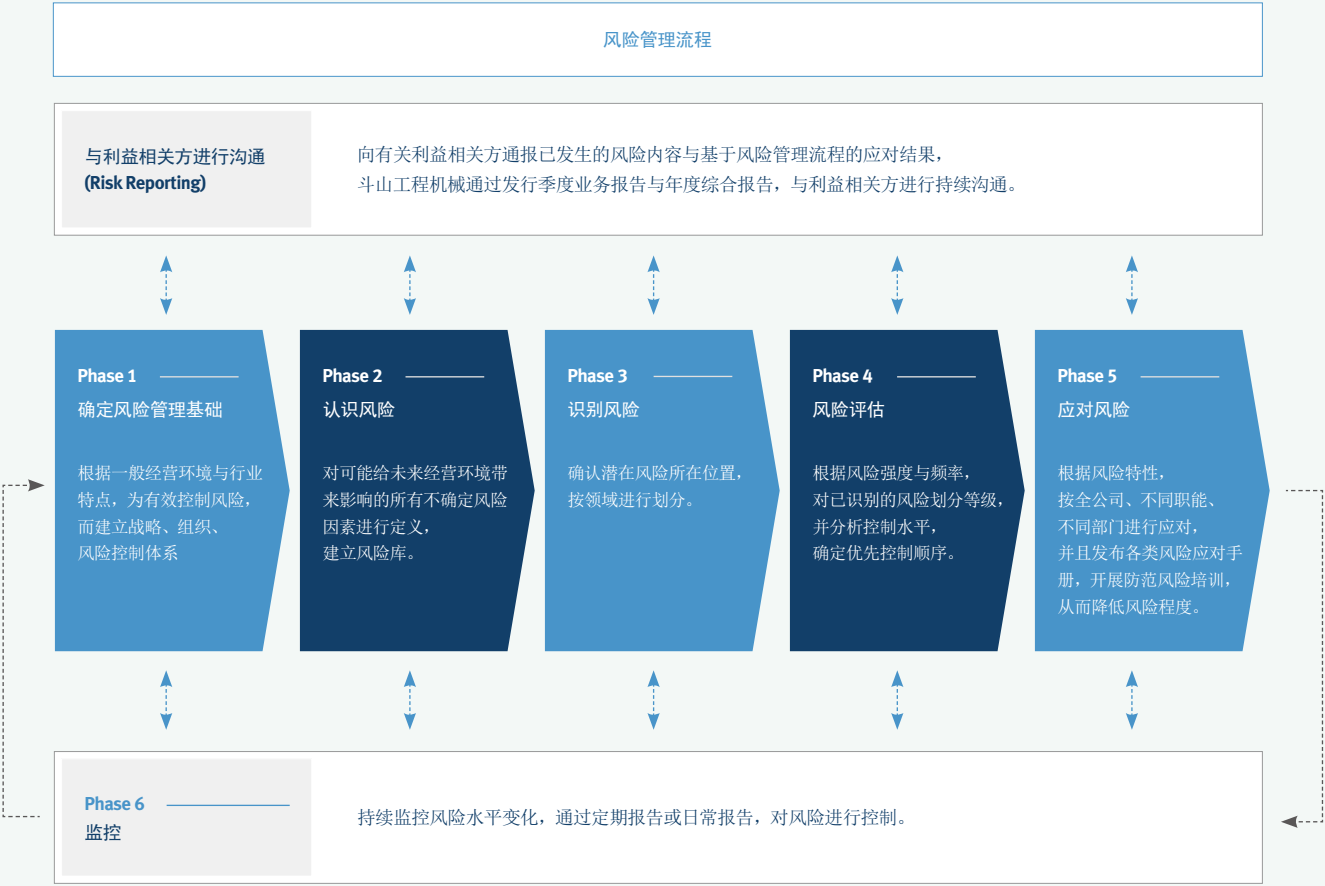 风险管理流程
与利益相关方进行沟通
(Risk Reporting)
向有关利益相关方通报已发生的风险内容与基于风险管理流程的应对结果，
斗山工程机械通过发行季度业务报告与年度综合报告，与利益相关方进行持续沟通。
Phase 1
确定风险管理基础
根据一般经营环境与行业
特点，为有效控制风险，
而建立战略、组织、
风险控制体系
Phase 2
认识风险
对可能给未来经营环境带
来影响的所有不确定风险
因素进行定义，
建立风险库。
Phase 3
识别风险
确认潜在风险所在位置，
按领域进行划分。
Phase 4
风险评估
根据风险强度与频率，
对已识别的风险划分等级，
并分析控制水平，
确定优先控制顺序。
Phase 5
应对风险
根据风险特性，
按全公司、不同职能、
不同部门进行应对，
并且发布各类风险应对手
册，开展防范风险培训，
从而降低风险程度。
Phase 6
监控
持续监控风险水平变化，通过定期报告或日常报告，对风险进行控制。